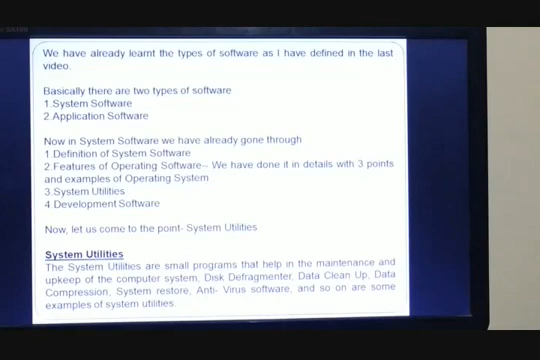 We have already learnt the types of software as I have defined in the last
video.
Basically there are two types of software
1.System Software
2.Application Software
Now in System Software we have already gone through
1.Definition of System Software
2.Features of Operating Software-- We have done it in details with 3 points
and examples of Operating System
3.System Utilities
4.Development Software
Now, let us come to the point- System Utilities
System Utilities
The System Utilities are small programs that help in the maintenance and
upkeep of the computer system, Disk Defragmenter, Data Clean Up, Data
Compression, System restore, Anti- Virus software, and so on are some
examples of system utilities.